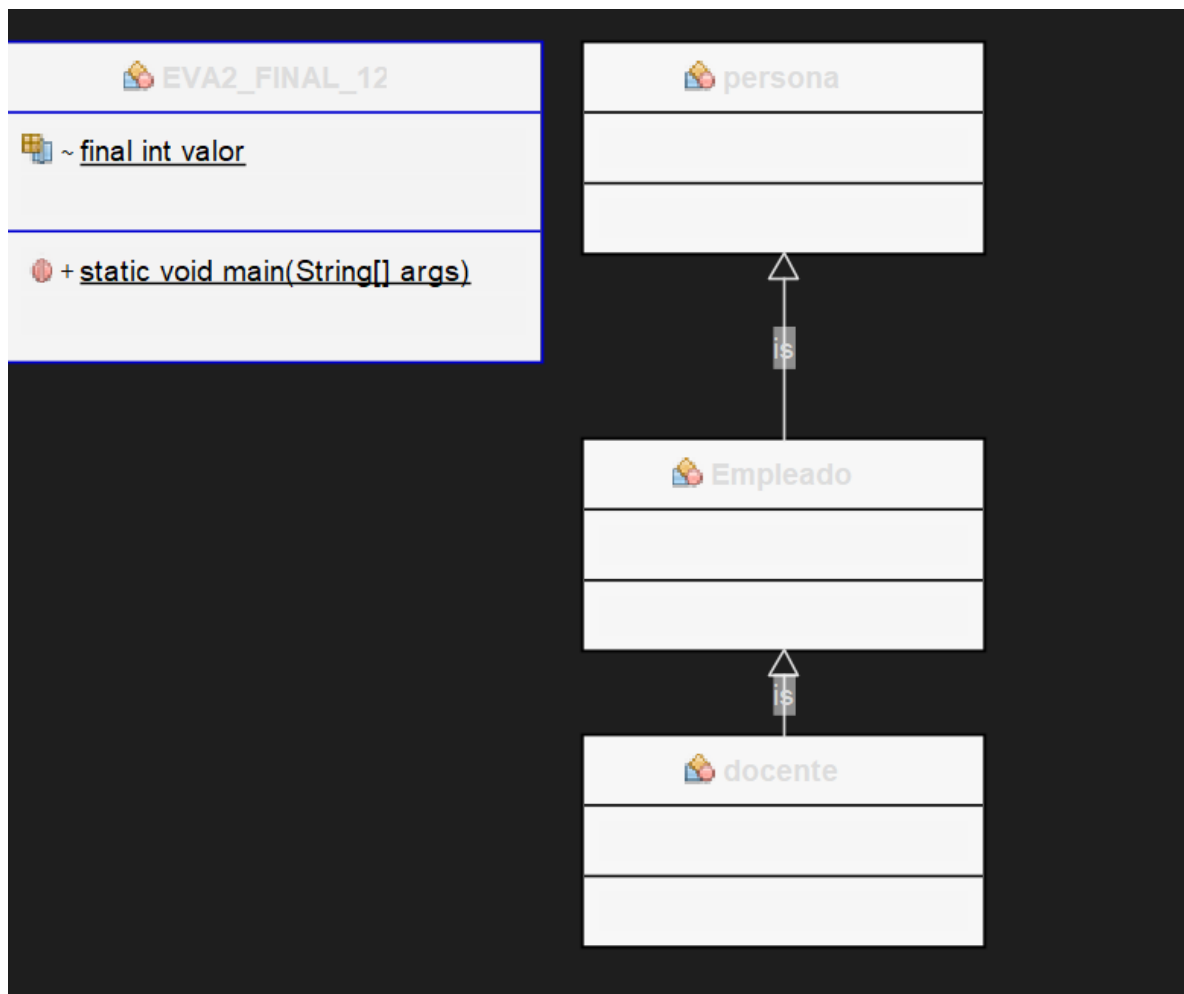 EVA2_FINAL_12
~ final int valor
+ static void main(String[] args)
persona
is
Empleado
is
docente